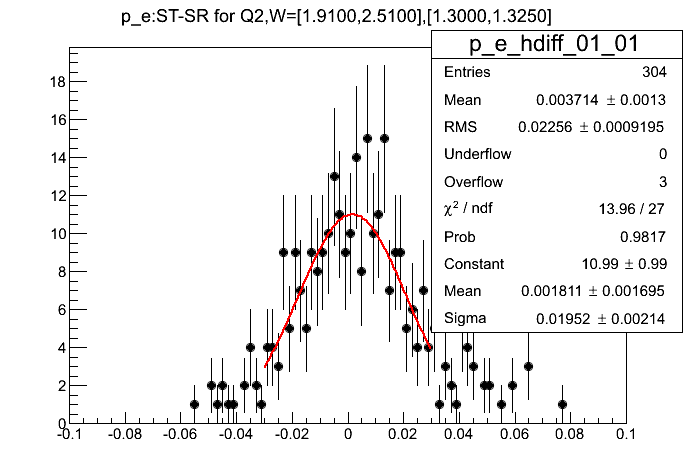 p_e:ST-SR for Q2,W=[1.9100,2.5100],[1.3000,1.3250]
p_e_hdiff_01_01
Entries 304
Mean 0.003714 ± 0.0013
RMS 0.02256 ± 0.0009195
Underflow 0
Overflow 3
χ² / ndf 13.96 / 27
Prob 0.9817
Constant 10.99 ± 0.99
Mean 0.001811 ± 0.001695
Sigma 0.01952 ± 0.00214
18
16
14
12
10
8
6
4
2
0
-0.1 -0.08 -0.06 -0.04 -0.02 0 0.02 0.04 0.06 0.08 0.1